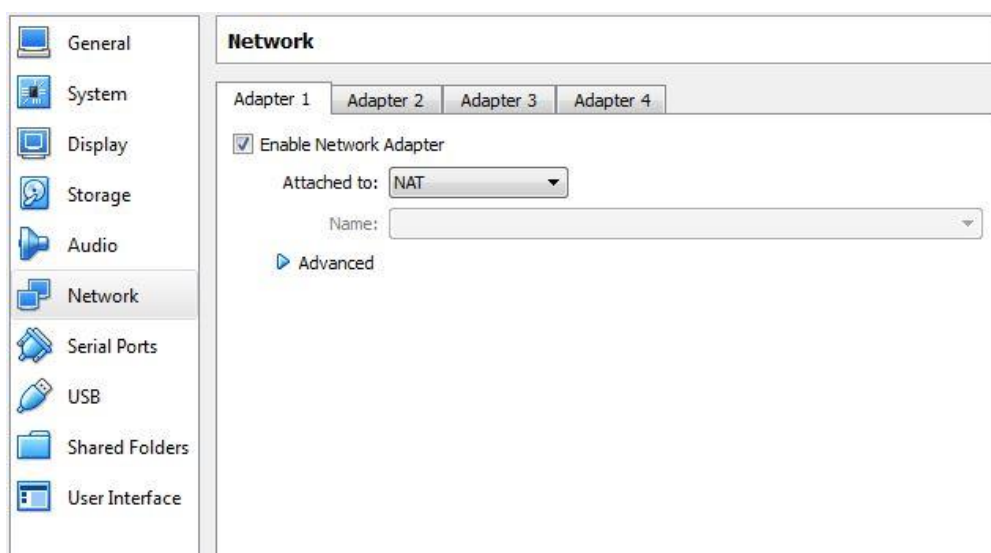 General
System
Display
Storage
Audio
Network
Serial Ports
USB
Shared Folders
User Interface
Network
Adapter 1 Adapter 2 Adapter 3 Adapter 4
Enable Network Adapter
Attached to: NAT
Name:
Advanced